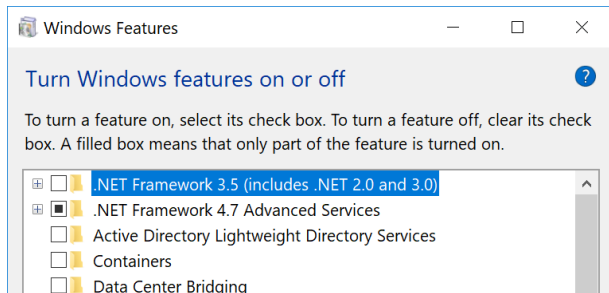 Windows Features
Turn Windows features on or off
?
To turn a feature on, select its check box. To turn a feature off, clear its check
box. A filled box means that only part of the feature is turned on.
.NET Framework 3.5 (includes .NET 2.0 and 3.0)
.NET Framework 4.7 Advanced Services
Active Directory Lightweight Directory Services
Containers
Data Center Bridging